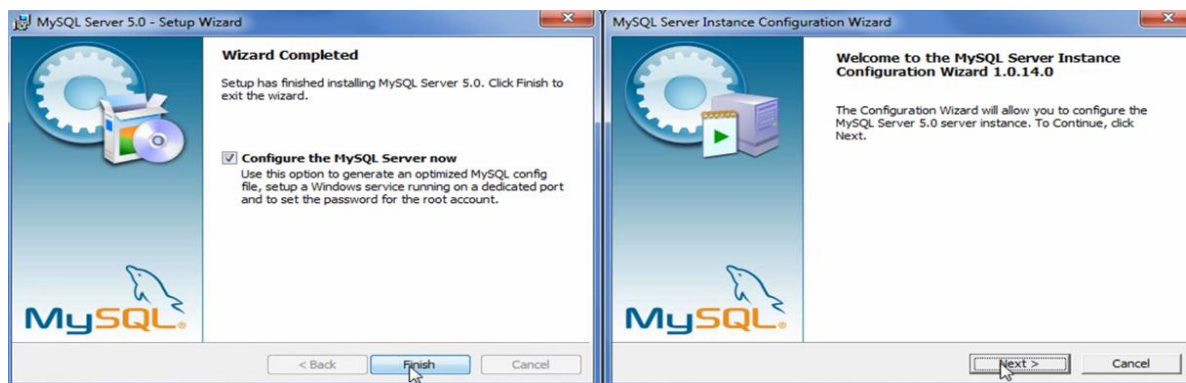 MySQL Server 5.0 - Setup Wizard
Wizard Completed
Setup has finished installing MySQL Server 5.0. Click Finish to
exit the wizard.
Configure the MySQL Server now
Use this option to generate an optimized MySQL config
file, setup a Windows service running on a dedicated port
and to set the password for the root account.
MySQL®
< Back Finish Cancel
MySQL Server Instance Configuration Wizard
Welcome to the MySQL Server Instance
Configuration Wizard 1.0.14.0
The Configuration Wizard will allow you to configure the
MySQL Server 5.0 server instance. To Continue, click
Next.
MySQL®
Next > Cancel